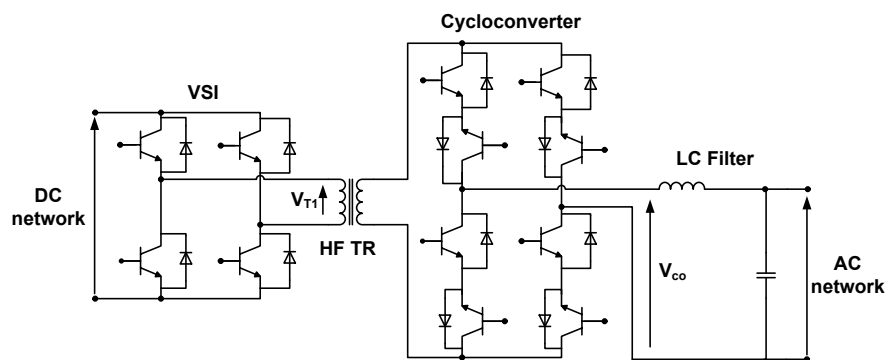 Cycloconverter
VSI
LC Filter
DC
network
V_T1
HF TR
V_co
AC
network